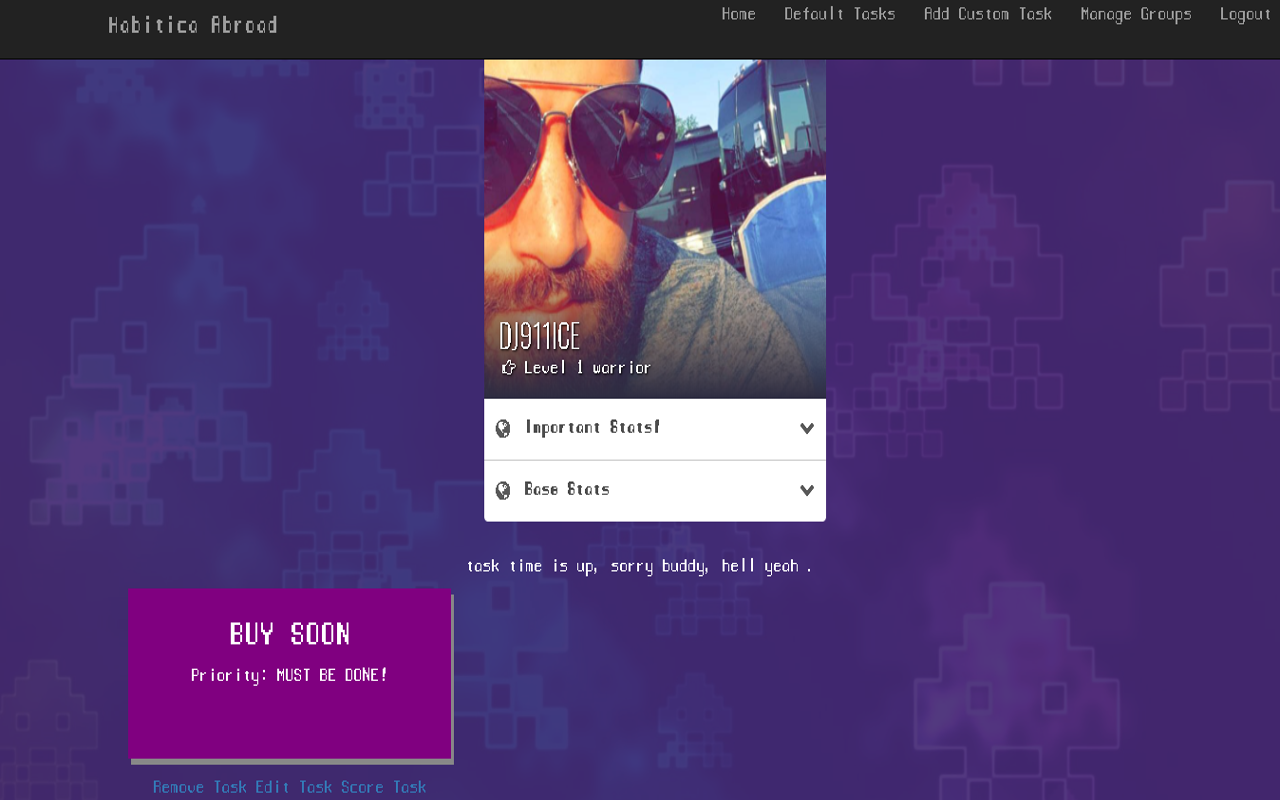 Habitica Abroad
Home Default Tasks Add Custom Task Manage Groups Logout
DJ911ICE
Level 1 warrior
Important Stats!
Base Stats
task time is up, sorry buddy, hell yeah .
BUY SOON
Priority: MUST BE DONE!
Remove Task Edit Task Score Task